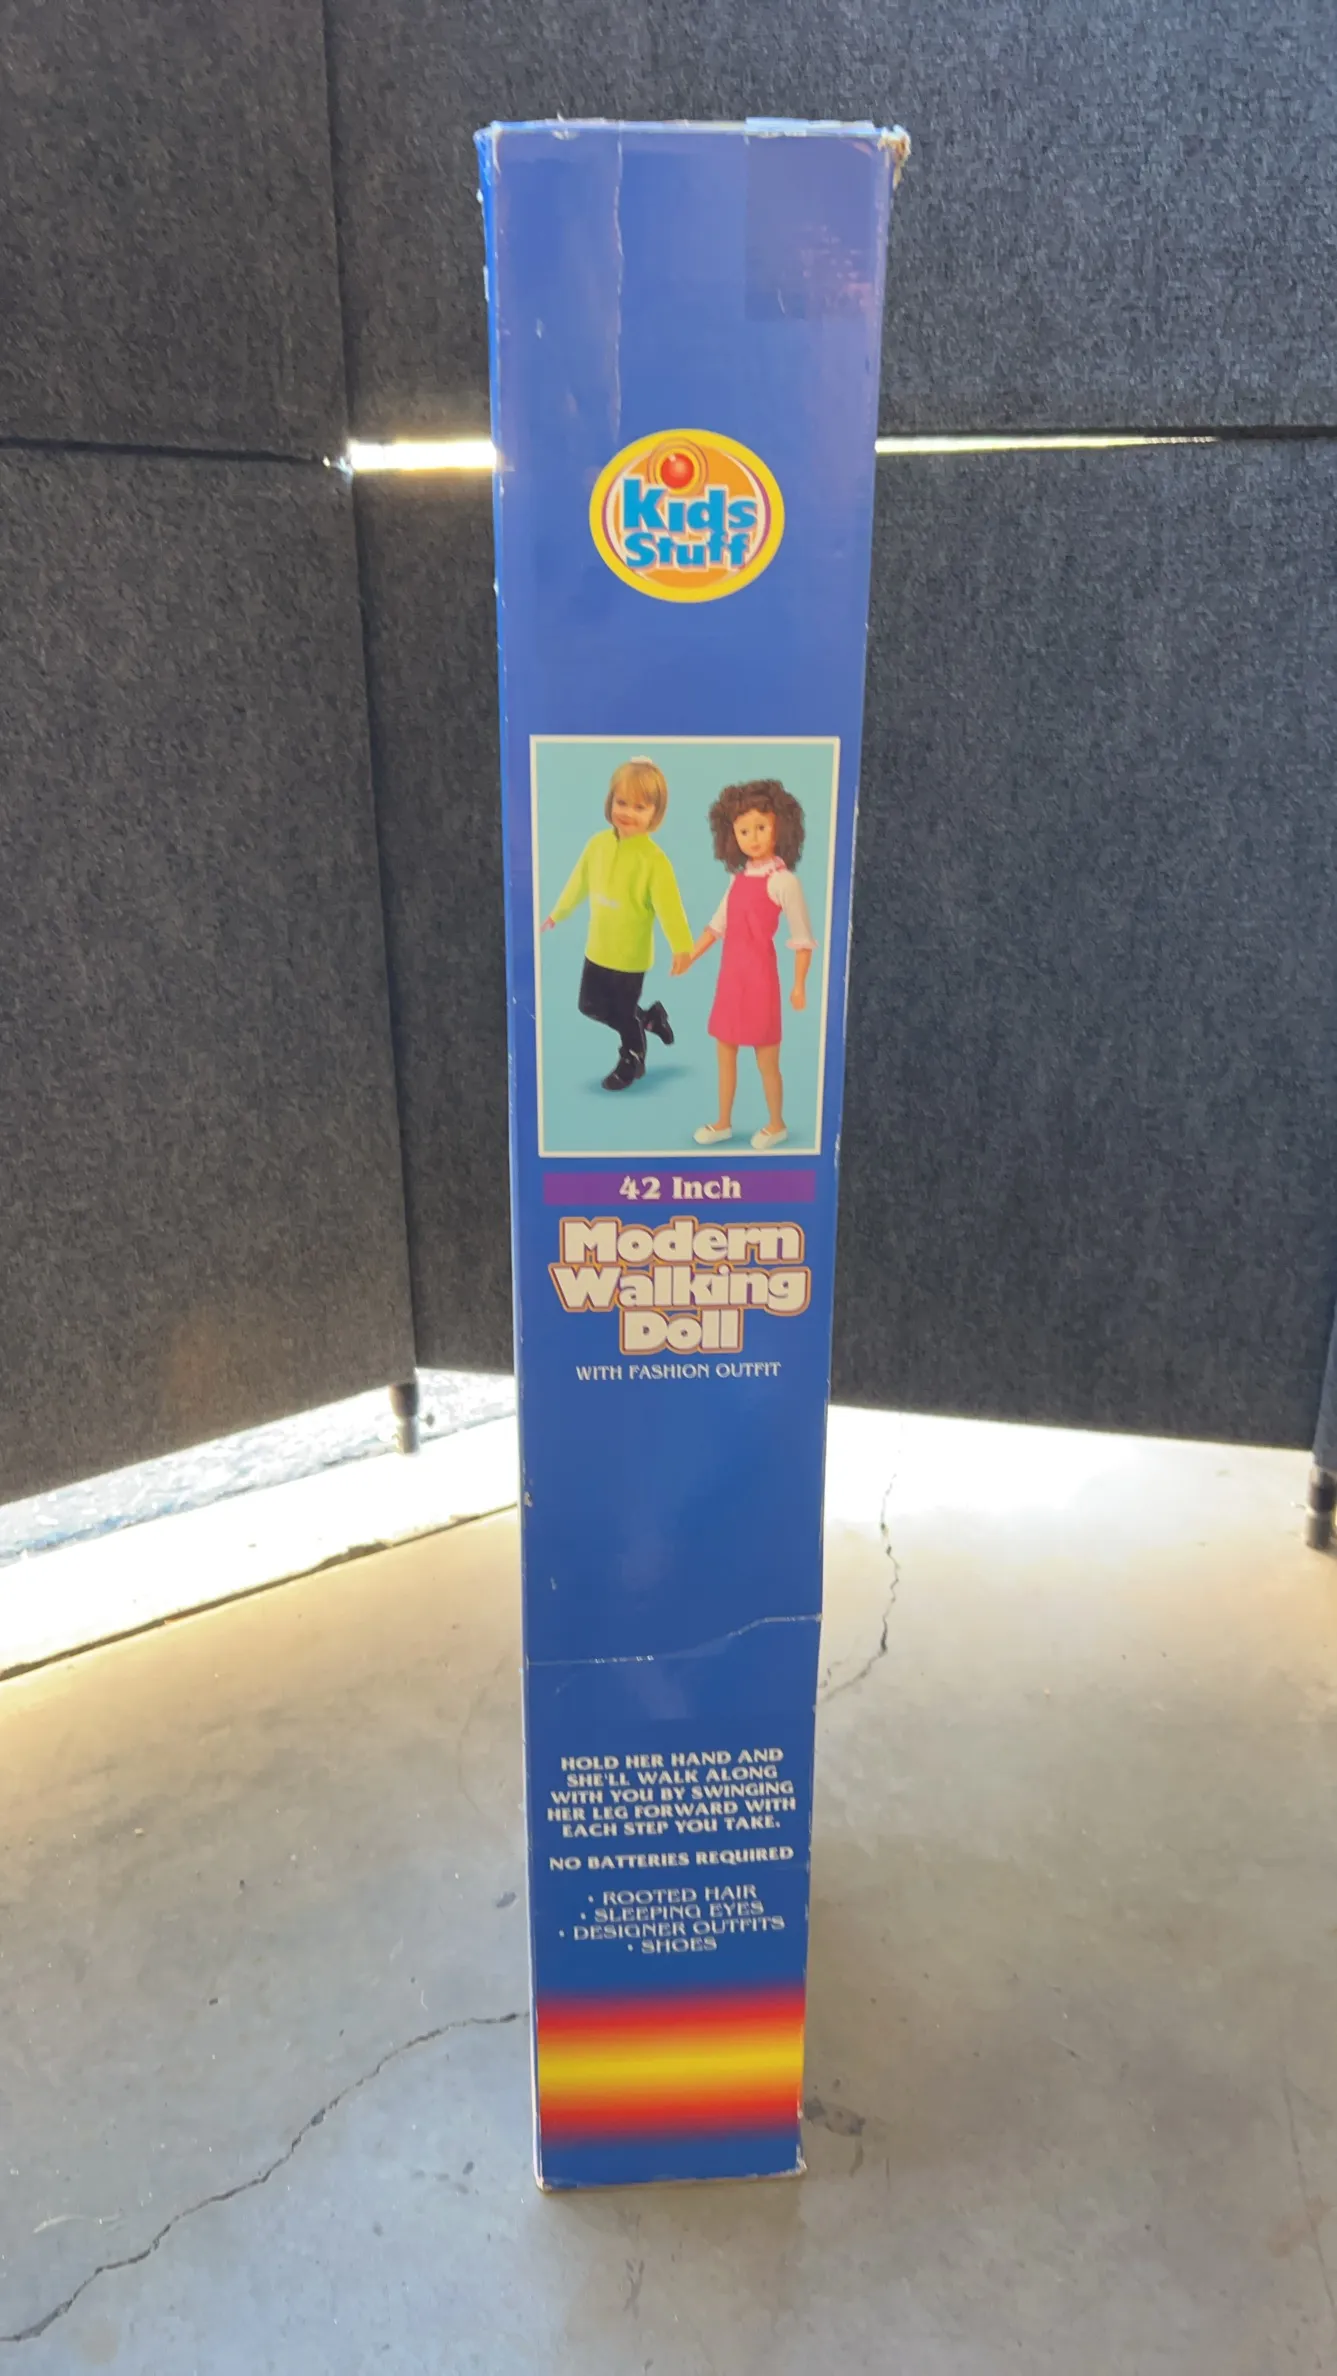 Kids
Stuff
42 Inch
Modern
Walking
Doll
WITH FASHION OUTFIT
HOLD HER HAND AND
SHE'LL WALK ALONG
WITH YOU BY SWINGING
HER LEG FORWARD WITH
EACH STEP YOU TAKE.
NO BATTERIES REQUIRED
• ROOTED HAIR
• SLEEPING EYES
• DESIGNER OUTFITS
• SHOES